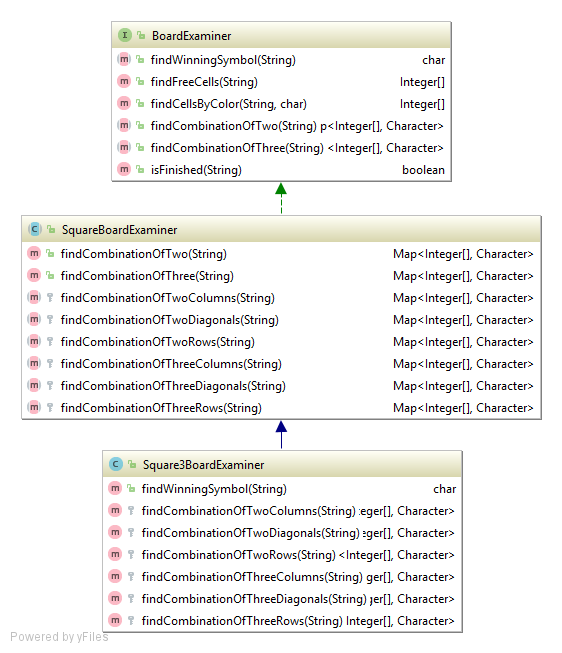 BoardExaminer
findWinningSymbol(String) char
findFreeCells(String) Integer[]
findCellsByColor(String, char) Integer[]
findCombinationOfTwo(String) p<Integer[], Character>
findCombinationOfThree(String) <Integer[], Character>
isFinished(String) boolean
SquareBoardExaminer
findCombinationOfTwo(String) Map<Integer[], Character>
findCombinationOfThree(String) Map<Integer[], Character>
findCombinationOfTwoColumns(String) Map<Integer[], Character>
findCombinationOfTwoDiagonals(String) Map<Integer[], Character>
findCombinationOfTwoRows(String) Map<Integer[], Character>
findCombinationOfThreeColumns(String) Map<Integer[], Character>
findCombinationOfThreeDiagonals(String) Map<Integer[], Character>
findCombinationOfThreeRows(String) Map<Integer[], Character>
Square3BoardExaminer
findWinningSymbol(String) char
findCombinationOfTwoColumns(String) :eger[], Character>
findCombinationOfTwoDiagonals(String) :eger[], Character>
findCombinationOfTwoRows(String) <Integer[], Character>
findCombinationOfThreeColumns(String) ger[], Character>
findCombinationOfThreeDiagonals(String) ger[], Character>
findCombinationOfThreeRows(String) Integer[], Character>
Powered by yFiles